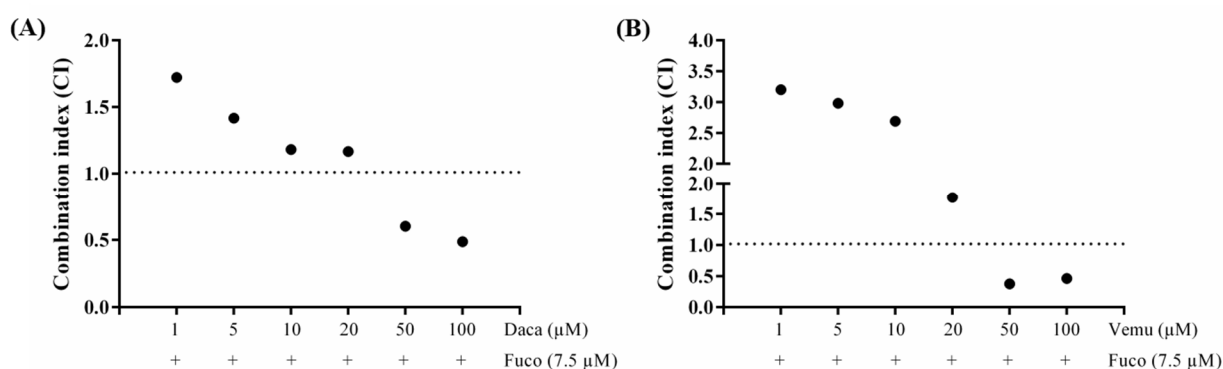 (A)
Combination index (CI)
2.0
1.5
1.0
0.5
0.0
1 5 10 20 50 100 Daca (µM)
+ + + + + + Fuco (7.5 µM)
(B)
Combination index (CI)
4.0
3.5
3.0
2.5
2.0
2.0
1.5
1.0
0.5
0.0
1 5 10 20 50 100 Vemu (µM)
+ + + + + + Fuco (7.5 µM)